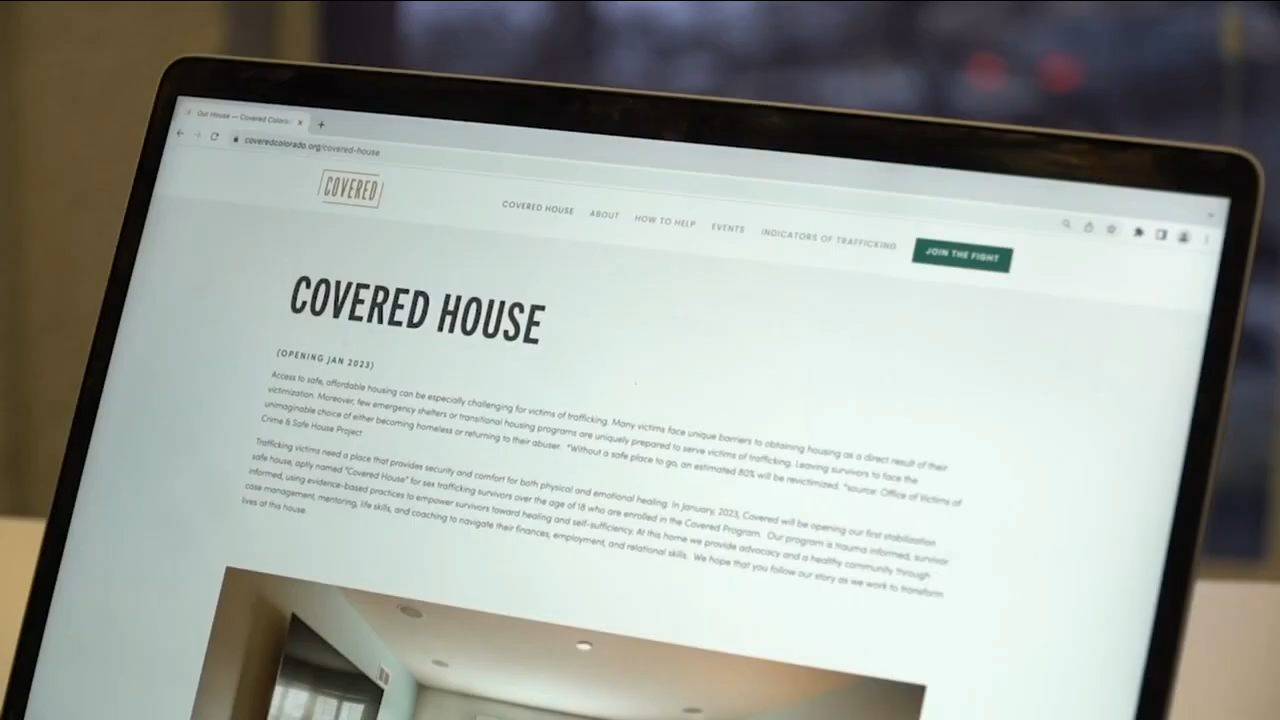 Our House — Covered Colora
coveredcolorado.org/covered-house
COVERED
COVERED HOUSE
ABOUT
HOW TO HELP
EVENTS
INDICATORS OF TRAFFICKING
JOIN THE FIGHT
COVERED HOUSE
(OPENING JAN 2023)
Access to safe, affordable housing can be especially challenging for victims of trafficking. Many victims face unique barriers to obtaining housing as a direct result of their
victimization. Moreover, few emergency shelters or transitional housing programs are uniquely prepared to serve victims of trafficking. Leaving survivors to face the
unimaginable choice of either becoming homeless or returning to their abuser. "Without a safe place to go, an estimated 80% will be revictimized. *source: Office of Victims of
Crime & Safe House Project
Trafficking victims need a place that provides security and comfort for both physical and emotional healing. In January, 2023, Covered will be opening our first stabilization
safe house, aptly named "Covered House" for sex trafficking survivors over the age of 18 who are enrolled in the Covered Program. Our program is trauma informed, survivor
informed, using evidence-based practices to empower survivors toward healing and self-sufficiency. At this home we provide advocacy and a healthy community through
case management, mentoring, life skills, and coaching to navigate their finances, employment, and relational skills. We hope that you follow our story as we work to transform
lives at this house.